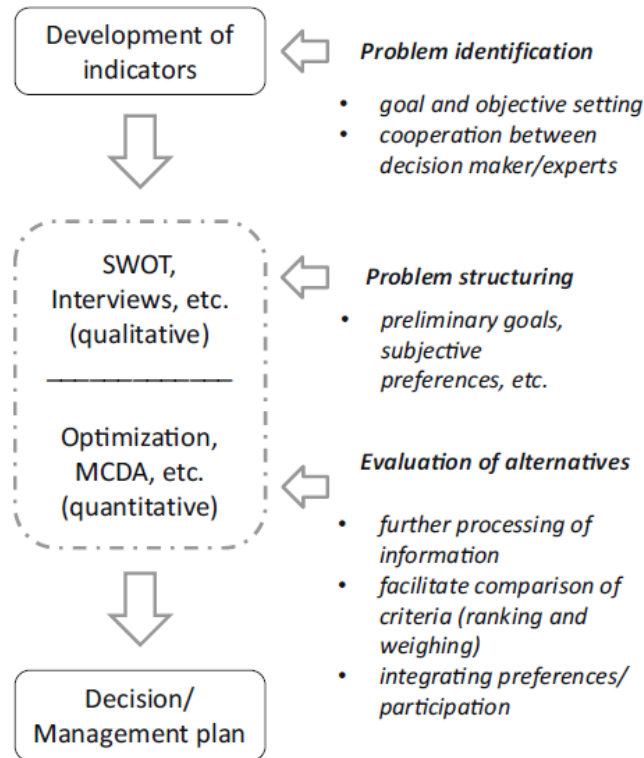 Development of
indicators
Problem identification
• goal and objective setting
• cooperation between
decision maker/experts
SWOT,
Interviews, etc.
(qualitative)
Problem structuring
• preliminary goals,
subjective
preferences, etc.
Optimization,
MCDA, etc.
(quantitative)
Evaluation of alternatives
• further processing of
information
• facilitate comparison of
criteria (ranking and
weighing)
• integrating preferences/
participation
Decision/
Management plan